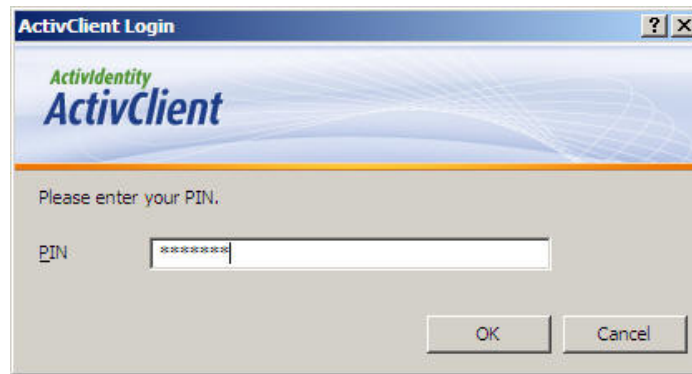 ActivClient Login
? X
ActivIdentity
ActivClient
Please enter your PIN.
PIN *******
OK Cancel